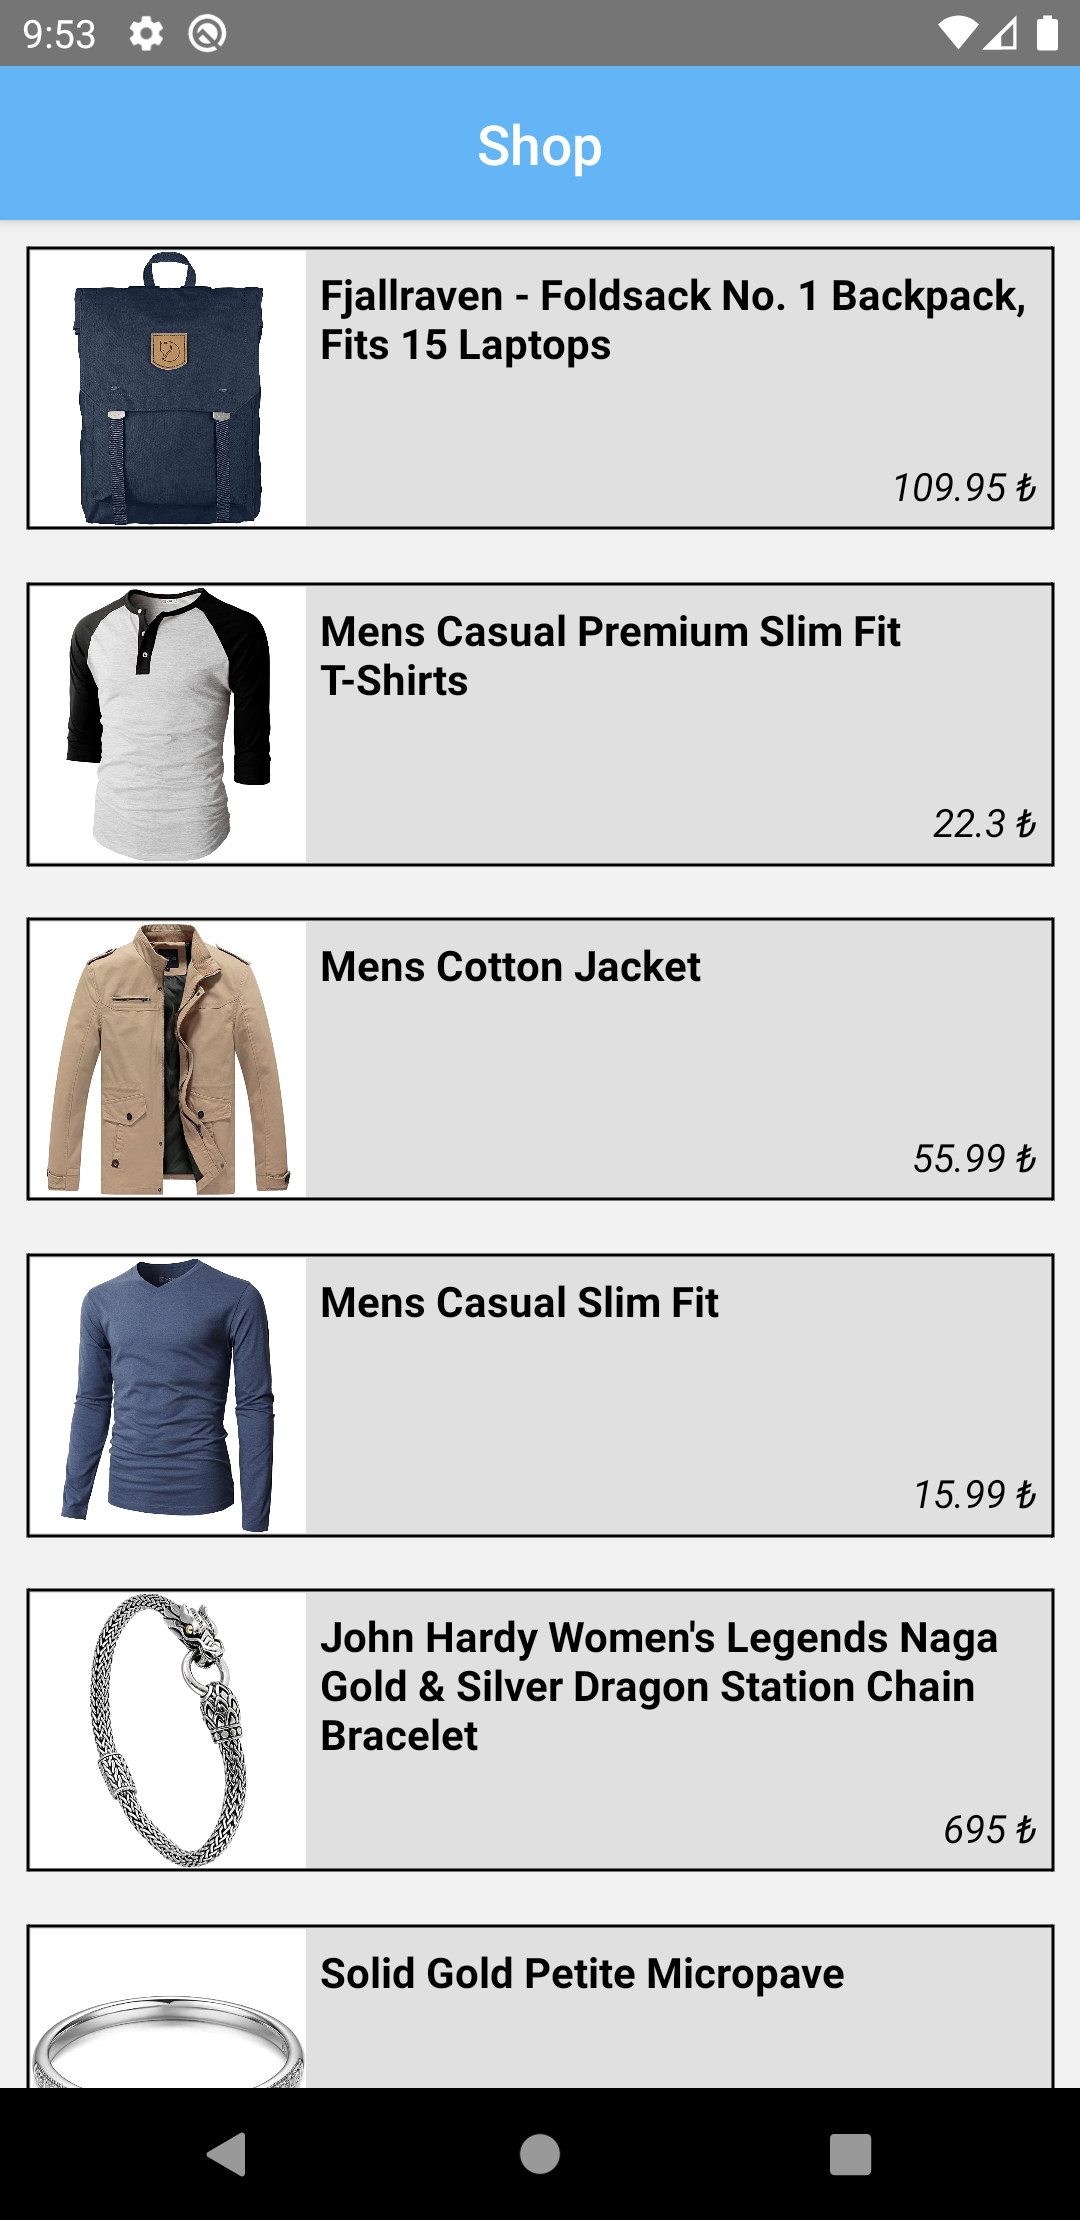 9:53
Shop
Fjallraven - Foldsack No. 1 Backpack,
Fits 15 Laptops
109.95 ₺
Mens Casual Premium Slim Fit
T-Shirts
22.3 ₺
Mens Cotton Jacket
55.99 ₺
Mens Casual Slim Fit
15.99 ₺
John Hardy Women's Legends Naga
Gold & Silver Dragon Station Chain
Bracelet
695 ₺
Solid Gold Petite Micropave